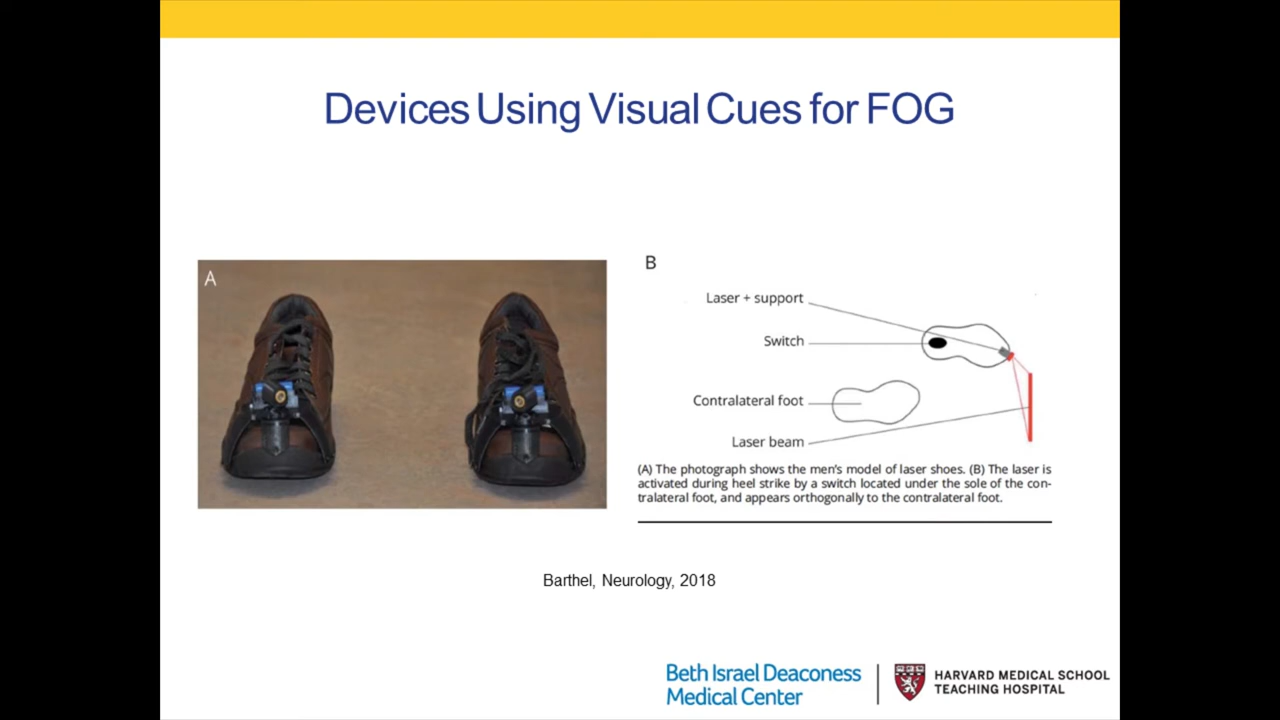 Devices Using Visual Cues for FOG
A
B
Laser + support
Switch
Contralateral foot
Laser beam
(A) The photograph shows the men's model of laser shoes. (B) The laser is
activated during heel strike by a switch located under the sole of the con-
tralateral foot, and appears orthogonally to the contralateral foot.
Barthel, Neurology, 2018
Beth Israel Deaconess
Medical Center
HARVARD MEDICAL SCHOOL
TEACHING HOSPITAL